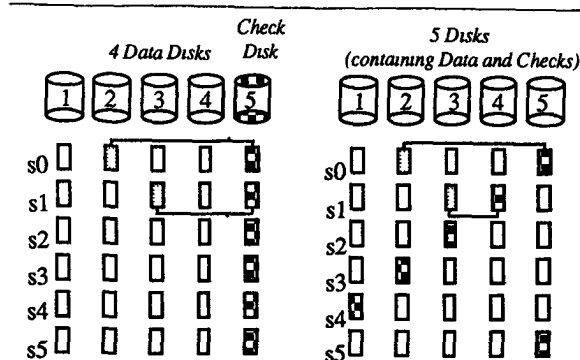 4 Data Disks
Check
Disk
1 2 3 4 5
s0
s1
s2
s3
s4
s5
5 Disks
(containing Data and Checks)
1 2 3 4 5
s0
s1
s2
s3
s4
s5